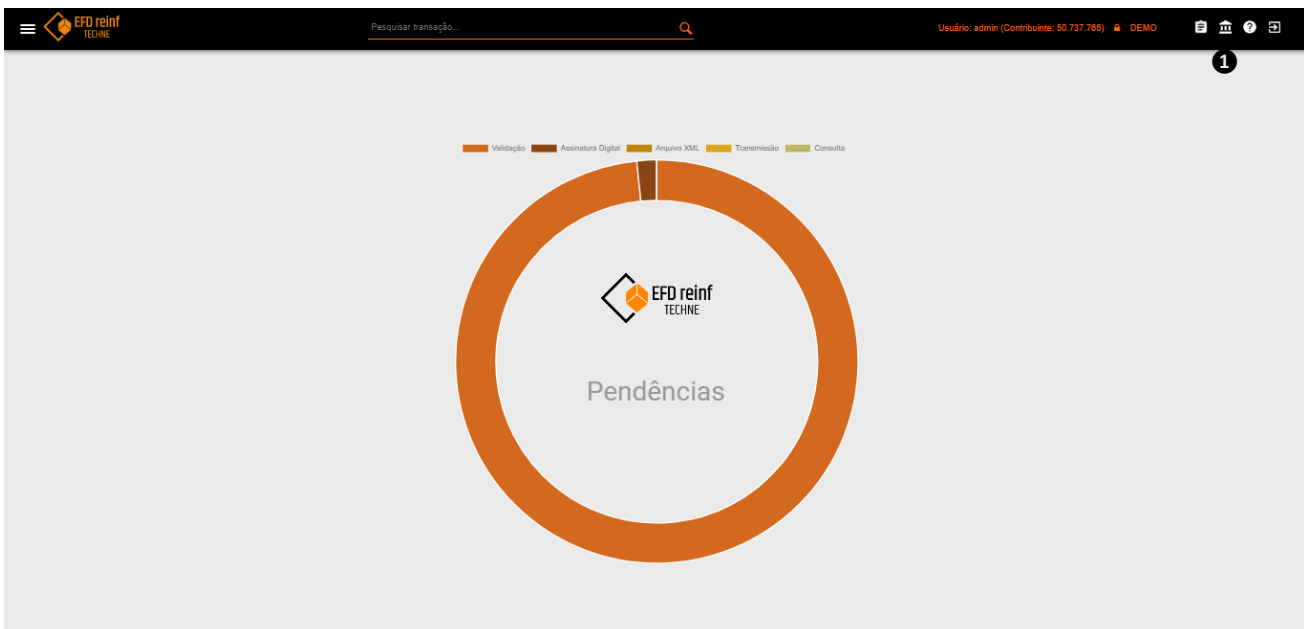 EFD reinf
TECHNE
Pesquisar transação...
Usuário: admin (Contribuinte: 50.737.766) DEMO
1
Validação Assinatura Digital Arquivo XML Transmissão Consulta
EFD reinf
TECHNE
Pendências